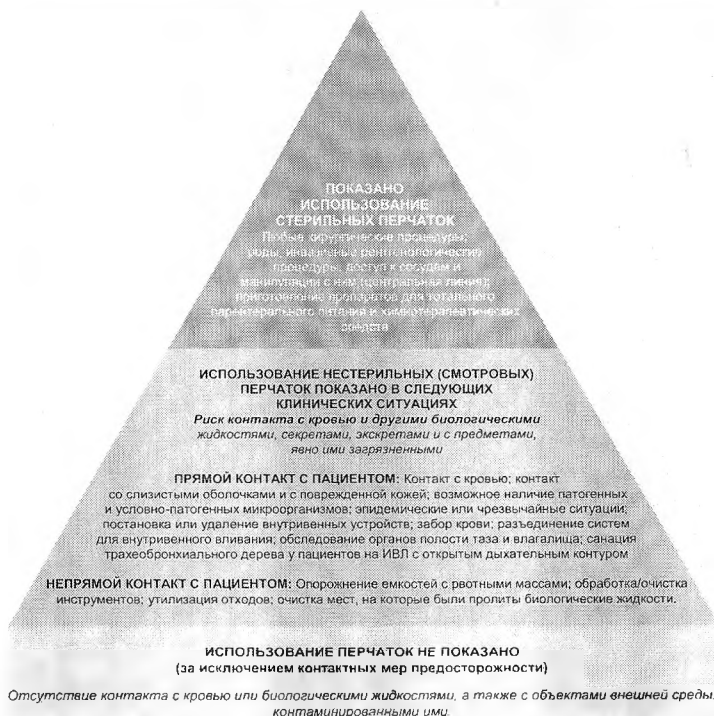 ПОКАЗАНО
ИСПОЛЬЗОВАНИЕ
СТЕРИЛЬНЫХ ПЕРЧАТОК
Любые хирургические процедуры;
роды; инвазивные рентгенологические
процедуры; доступ к сосудам и
манипуляции с ним (центральная линия);
приготовление препаратов для тотального
парентерального питания и химиотерапевтических
средств
ИСПОЛЬЗОВАНИЕ НЕСТЕРИЛЬНЫХ (СМОТРОВЫХ)
ПЕРЧАТОК ПОКАЗАНО В СЛЕДУЮЩИХ
КЛИНИЧЕСКИХ СИТУАЦИЯХ
Риск контакта с кровью и другими биологическими
жидкостями, секретами, экскретами и с предметами,
явно ими загрязненными
ПРЯМОЙ КОНТАКТ С ПАЦИЕНТОМ: Контакт с кровью; контакт
со слизистыми оболочками и с поврежденной кожей; возможное наличие патогенных
и условно-патогенных микроорганизмов; эпидемические или чрезвычайные ситуации;
постановка или удаление внутривенных устройств; забор крови; разъединение систем
для внутривенного вливания; обследование органов полости таза и влагалища; санация
трахеобронхиального дерева у пациентов на ИВЛ с открытым дыхательным контуром
НЕПРЯМОЙ КОНТАКТ С ПАЦИЕНТОМ: Опорожнение емкостей с рвотными массами; обработка/очистка
инструментов; утилизация отходов; очистка мест, на которые были пролиты биологические жидкости.
ИСПОЛЬЗОВАНИЕ ПЕРЧАТОК НЕ ПОКАЗАНО
(за исключением контактных мер предосторожности)
Отсутствие контакта с кровью или биологическими жидкостями, а также с объектами внешней среды,
контаминированными ими.